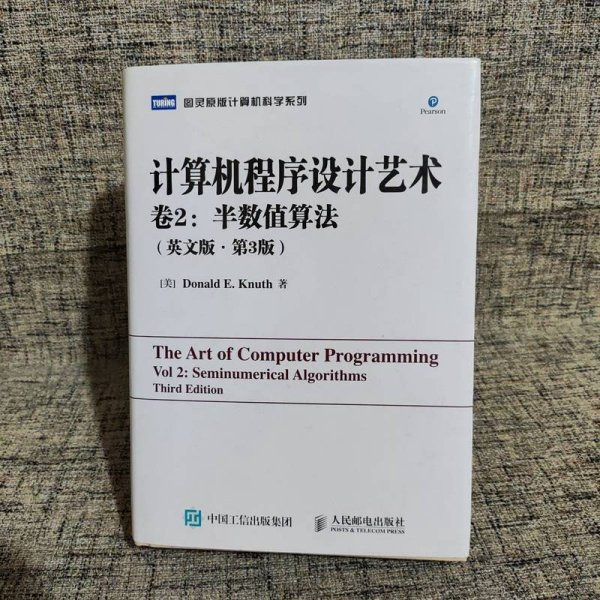 TURING 图灵原版计算机科学系列
Pearson
计算机程序设计艺术
卷2：半数值算法
（英文版·第3版）
[美] Donald E. Knuth 著
The Art of Computer Programming
Vol 2: Seminumerical Algorithms
Third Edition
中国工信出版集团
人民邮电出版社
POSTS & TELECOM PRESS